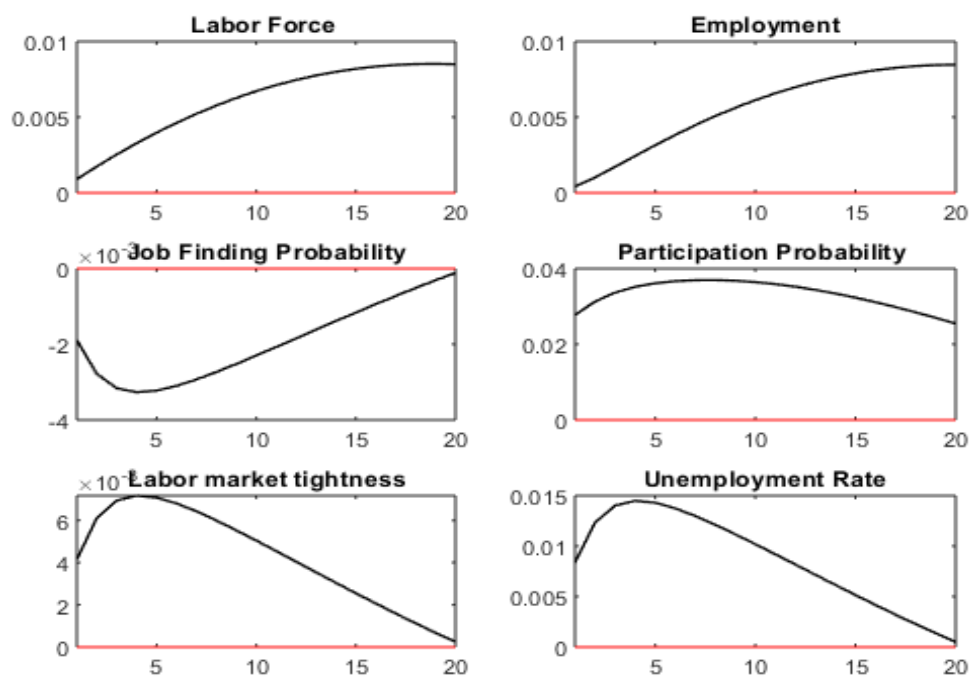 Labor Force
0.01
0.005
0
5 10 15 20
Employment
0.01
0.005
0
5 10 15 20
Job Finding Probability
×10
0
-2
-4
5 10 15 20
Participation Probability
0.04
0.02
0
5 10 15 20
Labor market tightness
×10
6
4
2
0
5 10 15 20
Unemployment Rate
0.015
0.01
0.005
0
5 10 15 20